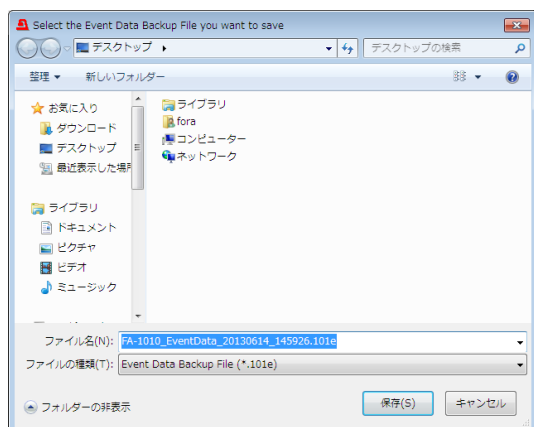 Select the Event Data Backup File you want to save
デスクトップ
デスクトップの検索
整理 新しいフォルダー
お気に入り
ダウンロード
デスクトップ
最近表示した場所
ライブラリ
ドキュメント
ピクチャ
ビデオ
ミュージック
ライブラリ
fora
コンピューター
ネットワーク
ファイル名(N): FA-1010_EventData_20130614_145926.101e
ファイルの種類(T): Event Data Backup File (*.101e)
フォルダーの非表示
保存(S) キャンセル